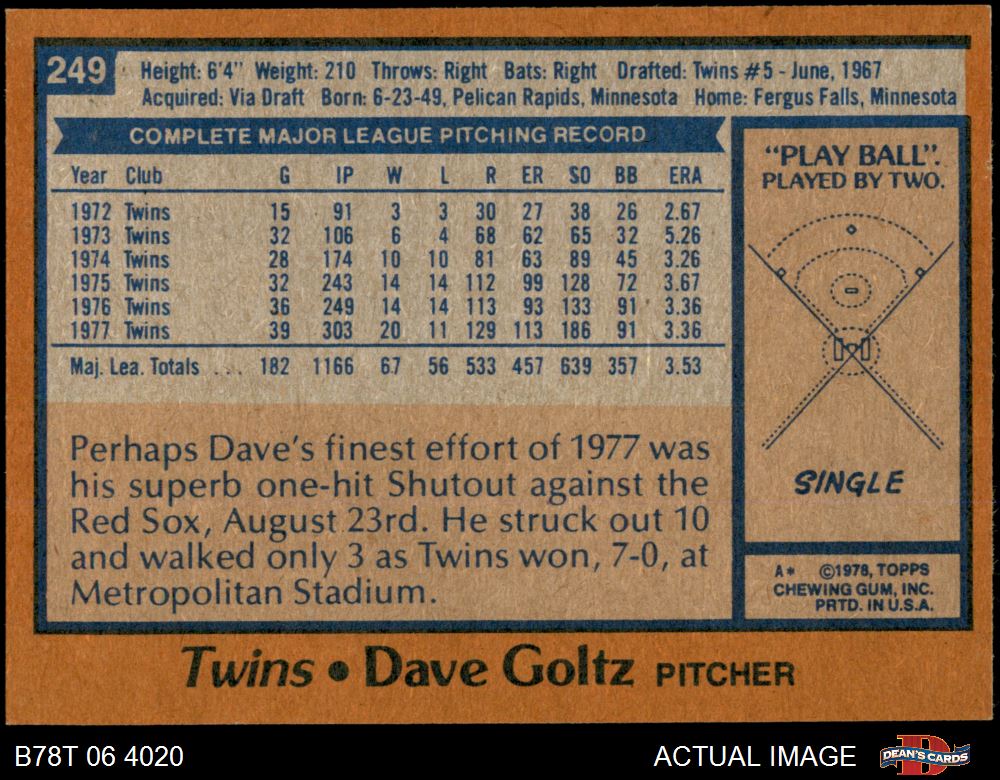 249
Height: 6'4" Weight: 210 Throws: Right Bats: Right Drafted: Twins #5 - June, 1967
Acquired: Via Draft Born: 6-23-49, Pelican Rapids, Minnesota Home: Fergus Falls, Minnesota
COMPLETE MAJOR LEAGUE PITCHING RECORD
Year Club G IP W L R ER SO BB ERA
1972 Twins 15 91 3 3 30 27 38 26 2.67
1973 Twins 32 106 6 4 68 62 65 32 5.26
1974 Twins 28 174 10 10 81 63 89 45 3.26
1975 Twins 32 243 14 14 112 99 128 72 3.67
1976 Twins 36 249 14 14 113 93 133 91 3.36
1977 Twins 39 303 20 11 129 113 186 91 3.36
Maj. Lea. Totals ... 182 1166 67 56 533 457 639 357 3.53
Perhaps Dave's finest effort of 1977 was
his superb one-hit Shutout against the
Red Sox, August 23rd. He struck out 10
and walked only 3 as Twins won, 7-0, at
Metropolitan Stadium.
"PLAY BALL".
PLAYED BY TWO.
SINGLE
A* ©1978, TOPPS
CHEWING GUM, INC.
PRTD. IN U.S.A.
Twins • Dave Goltz PITCHER
B78T 06 4020
ACTUAL IMAGE
DEAN'S CARDS